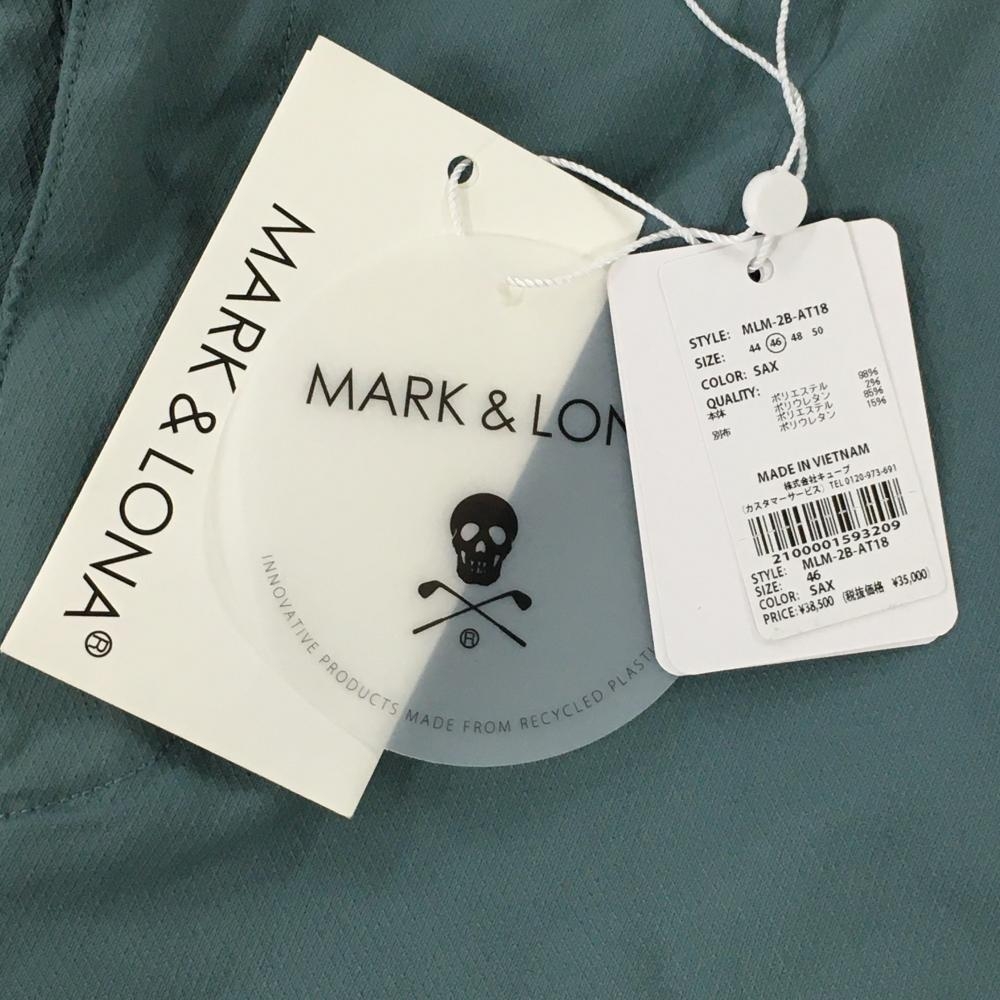 MARK & LONA®
MARK & LON
®
INNOVATIVE PRODUCTS MADE FROM RECYCLED PLAST
STYLE: MLM-2B-AT18
SIZE: 44 46 48 50
COLOR: SAX
QUALITY:
本体 ポリエステル 98%
ポリウレタン 2%
別布 ポリエステル 85%
ポリウレタン 15%
MADE IN VIETNAM
株式会社キューブ
(カスタマーサービス) TEL 0120-973-691
2100001593209
STYLE: MLM-2B-AT18
SIZE: 46
COLOR: SAX
PRICE: ¥38,500 (税抜価格 ¥35,000)